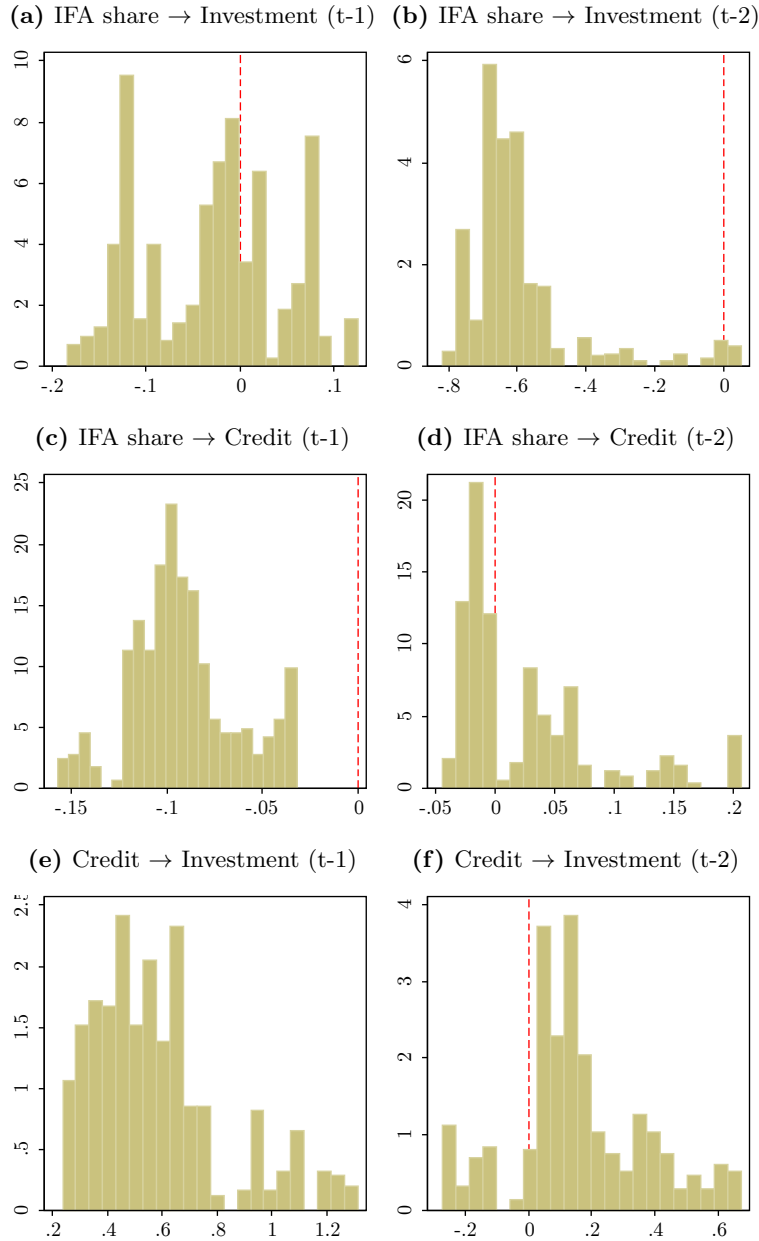 (a) IFA share → Investment (t-1)
(b) IFA share → Investment (t-2)
10
8
6
4
2
0
-.2 -.1 0 .1
6
4
2
0
-.8 -.6 -.4 -.2 0
(c) IFA share → Credit (t-1)
(d) IFA share → Credit (t-2)
25
20
15
10
5
0
-.15 -.1 -.05 0
20
15
10
5
0
-.05 0 .05 .1 .15 .2
(e) Credit → Investment (t-1)
(f) Credit → Investment (t-2)
2.5
2
1.5
1
.5
0
.2 .4 .6 .8 1 1.2
4
3
2
1
0
-.2 0 .2 .4 .6